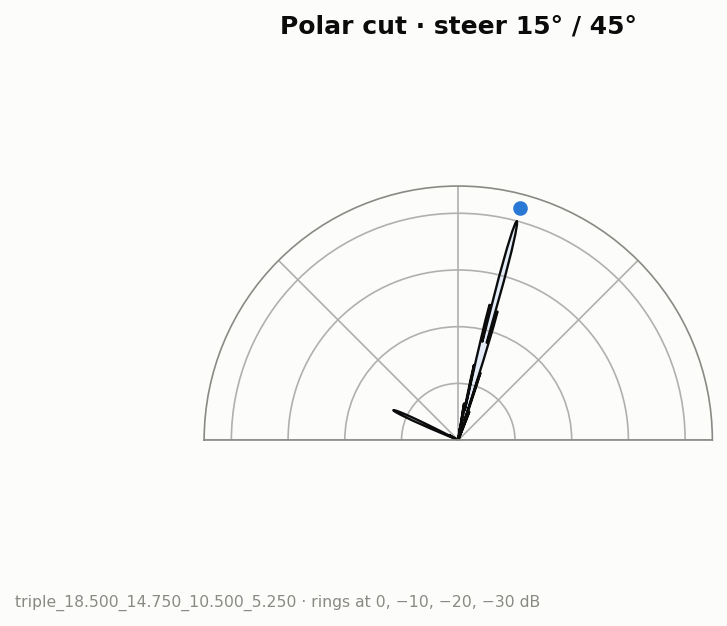 Polar cut · steer 15° / 45°
triple_18.500_14.750_10.500_5.250 · rings at 0, −10, −20, −30 dB